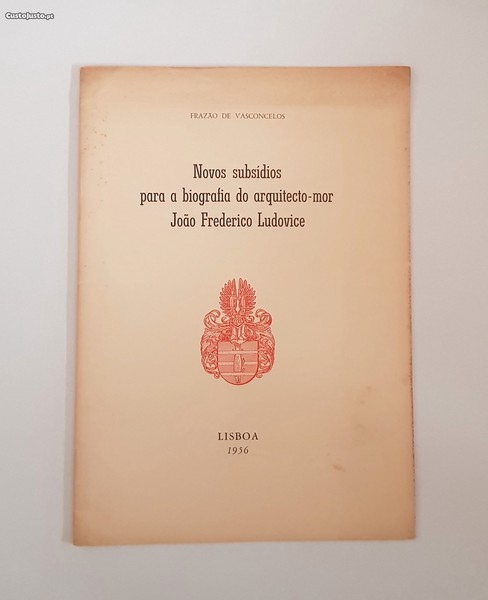 CustoJusto.pt
FRAZÃO DE VASCONCELOS
Novos subsidios
para a biografia do arquitecto-mor
João Frederico Ludovice
LISBOA
1956